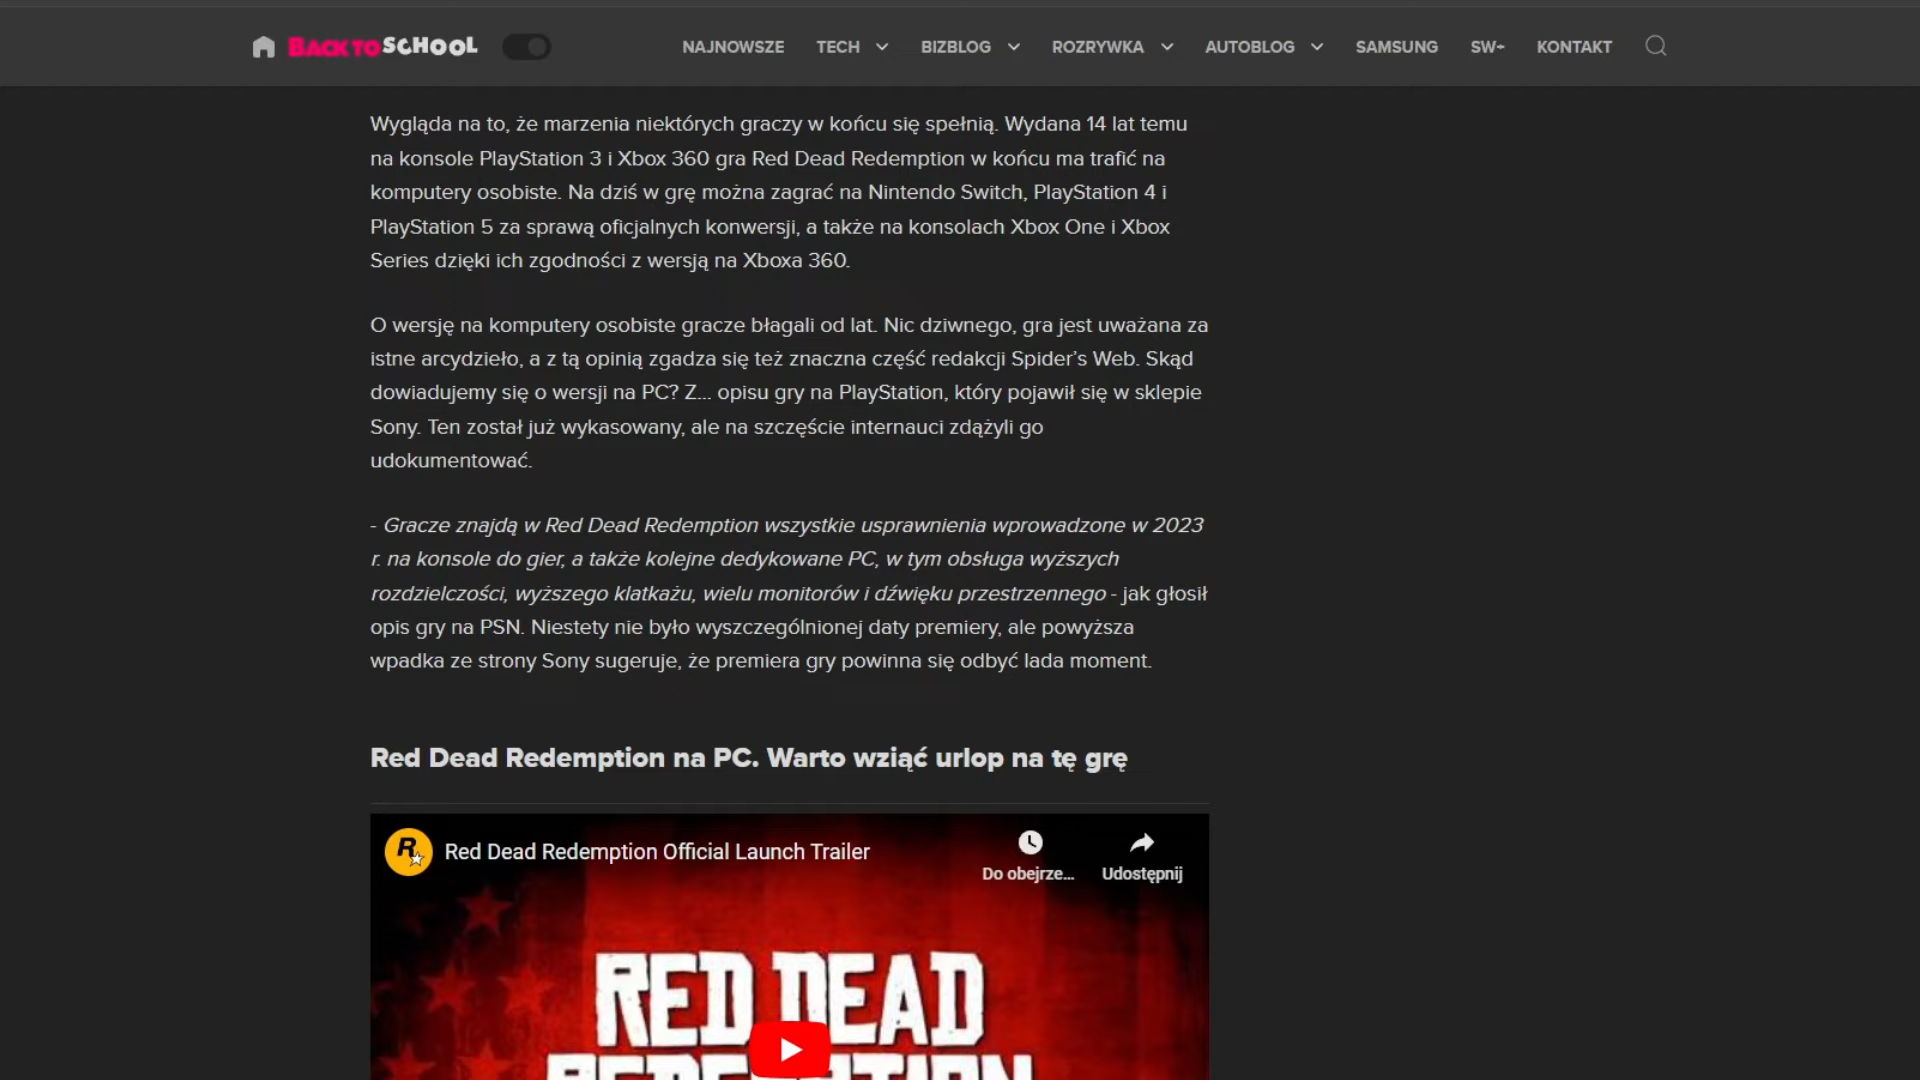 BACK TO SCHOOL
NAJNOWSZE TECH BIZBLOG ROZRYWKA AUTOBLOG SAMSUNG SW+ KONTAKT
Wygląda na to, że marzenia niektórych graczy w końcu się spełnią. Wydana 14 lat temu
na konsole PlayStation 3 i Xbox 360 gra Red Dead Redemption w końcu ma trafić na
komputery osobiste. Na dziś w grę można zagrać na Nintendo Switch, PlayStation 4 i
PlayStation 5 za sprawą oficjalnych konwersji, a także na konsolach Xbox One i Xbox
Series dzięki ich zgodności z wersją na Xboxa 360.
O wersję na komputery osobiste gracze błagali od lat. Nic dziwnego, gra jest uważana za
istne arcydzieło, a z tą opinią zgadza się też znaczna część redakcji Spider’s Web. Skąd
dowiadujemy się o wersji na PC? Z... opisu gry na PlayStation, który pojawił się w sklepie
Sony. Ten został już wykasowany, ale na szczęście internauci zdążyli go
udokumentować.
- Gracze znajdą w Red Dead Redemption wszystkie usprawnienia wprowadzone w 2023
r. na konsole do gier, a także kolejne dedykowane PC, w tym obsługa wyższych
rozdzielczości, wyższego klatkażu, wielu monitorów i dźwięku przestrzennego - jak głosił
opis gry na PSN. Niestety nie było wyszczególnionej daty premiery, ale powyższa
wpadka ze strony Sony sugeruje, że premiera gry powinna się odbyć lada moment.
Red Dead Redemption na PC. Warto wziąć urlop na tę grę
R
Red Dead Redemption Official Launch Trailer
Do obejrze...
Udostępnij
RED DEAD
REDEMPTION